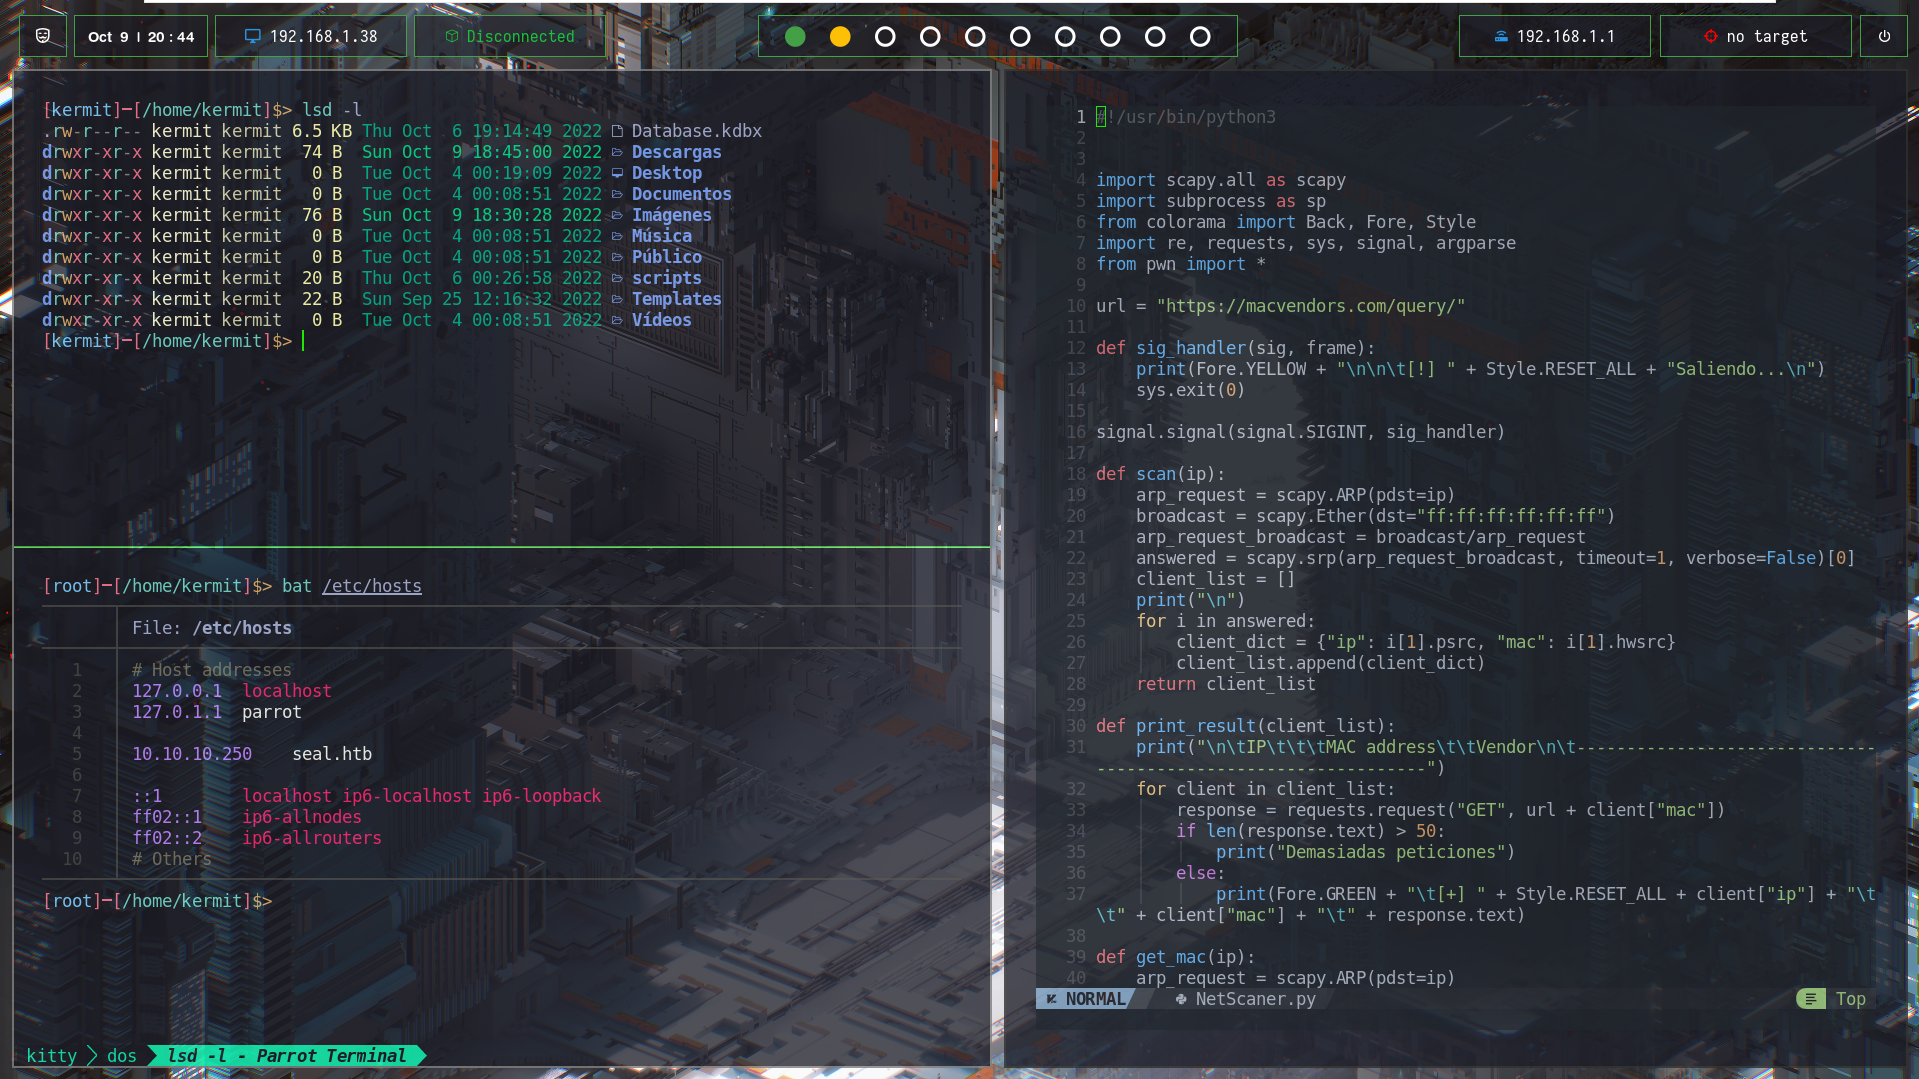 Oct 9 | 20:44
192.168.1.38
Disconnected
192.168.1.1
no target
[kermit]─[/home/kermit]$> lsd -l
.rw-r--r-- kermit kermit 6.5 KB Thu Oct  6 19:14:49 2022 Database.kdbx
drwxr-xr-x kermit kermit  74 B  Sun Oct  9 18:45:00 2022 Descargas
drwxr-xr-x kermit kermit   0 B  Tue Oct  4 00:19:09 2022 Desktop
drwxr-xr-x kermit kermit   0 B  Tue Oct  4 00:08:51 2022 Documentos
drwxr-xr-x kermit kermit  76 B  Sun Oct  9 18:30:28 2022 Imágenes
drwxr-xr-x kermit kermit   0 B  Tue Oct  4 00:08:51 2022 Música
drwxr-xr-x kermit kermit   0 B  Tue Oct  4 00:08:51 2022 Público
drwxr-xr-x kermit kermit  20 B  Thu Oct  6 00:26:58 2022 scripts
drwxr-xr-x kermit kermit  22 B  Sun Sep 25 12:16:32 2022 Templates
drwxr-xr-x kermit kermit   0 B  Tue Oct  4 00:08:51 2022 Vídeos
[kermit]─[/home/kermit]$>
[root]─[/home/kermit]$> bat /etc/hosts
File: /etc/hosts
1 # Host addresses
2 127.0.0.1  localhost
3 127.0.1.1  parrot
4
5 10.10.10.250    seal.htb
6
7 ::1        localhost ip6-localhost ip6-loopback
8 ff02::1    ip6-allnodes
9 ff02::2    ip6-allrouters
10 # Others
[root]─[/home/kermit]$>
kitty dos lsd -l - Parrot Terminal
1 #!/usr/bin/python3
2
3
4 import scapy.all as scapy
5 import subprocess as sp
6 from colorama import Back, Fore, Style
7 import re, requests, sys, signal, argparse
8 from pwn import *
9
10 url = "https://macvendors.com/query/"
11
12 def sig_handler(sig, frame):
13     print(Fore.YELLOW + "\n\n\t[!] " + Style.RESET_ALL + "Saliendo...\n")
14     sys.exit(0)
15
16 signal.signal(signal.SIGINT, sig_handler)
17
18 def scan(ip):
19     arp_request = scapy.ARP(pdst=ip)
20     broadcast = scapy.Ether(dst="ff:ff:ff:ff:ff:ff")
21     arp_request_broadcast = broadcast/arp_request
22     answered = scapy.srp(arp_request_broadcast, timeout=1, verbose=False)[0]
23     client_list = []
24     print("\n")
25     for i in answered:
26         client_dict = {"ip": i[1].psrc, "mac": i[1].hwsrc}
27         client_list.append(client_dict)
28     return client_list
29
30 def print_result(client_list):
31     print("\n\tIP\t\t\tMAC address\t\tVendor\n\t------------------------------
---------------------------------")
32     for client in client_list:
33         response = requests.request("GET", url + client["mac"])
34         if len(response.text) > 50:
35             print("Demasiadas peticiones")
36         else:
37             print(Fore.GREEN + "\t[+] " + Style.RESET_ALL + client["ip"] + "\t
\t" + client["mac"] + "\t" + response.text)
38
39 def get_mac(ip):
40     arp_request = scapy.ARP(pdst=ip)
NORMAL NetScaner.py Top